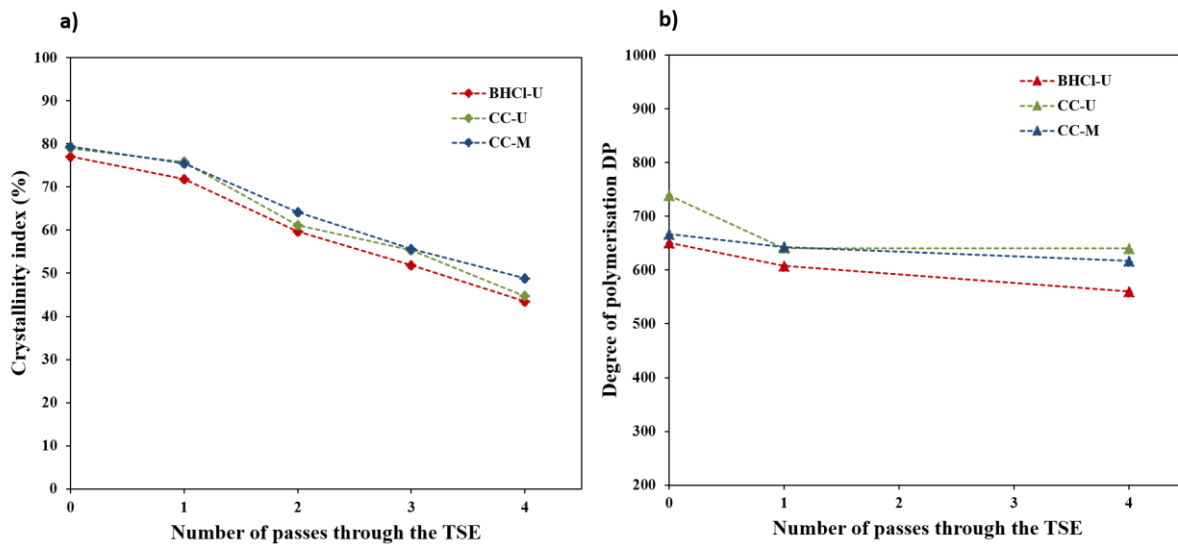 a)
Crystallinity index (%)
100
90
80
70
60
50
40
30
20
10
0
0 1 2 3 4
Number of passes through the TSE
BHCl-U
CC-U
CC-M
b)
Degree of polymerisation DP
1000
900
800
700
600
500
400
300
200
0 1 2 3 4
Number of passes through the TSE
BHCl-U
CC-U
CC-M